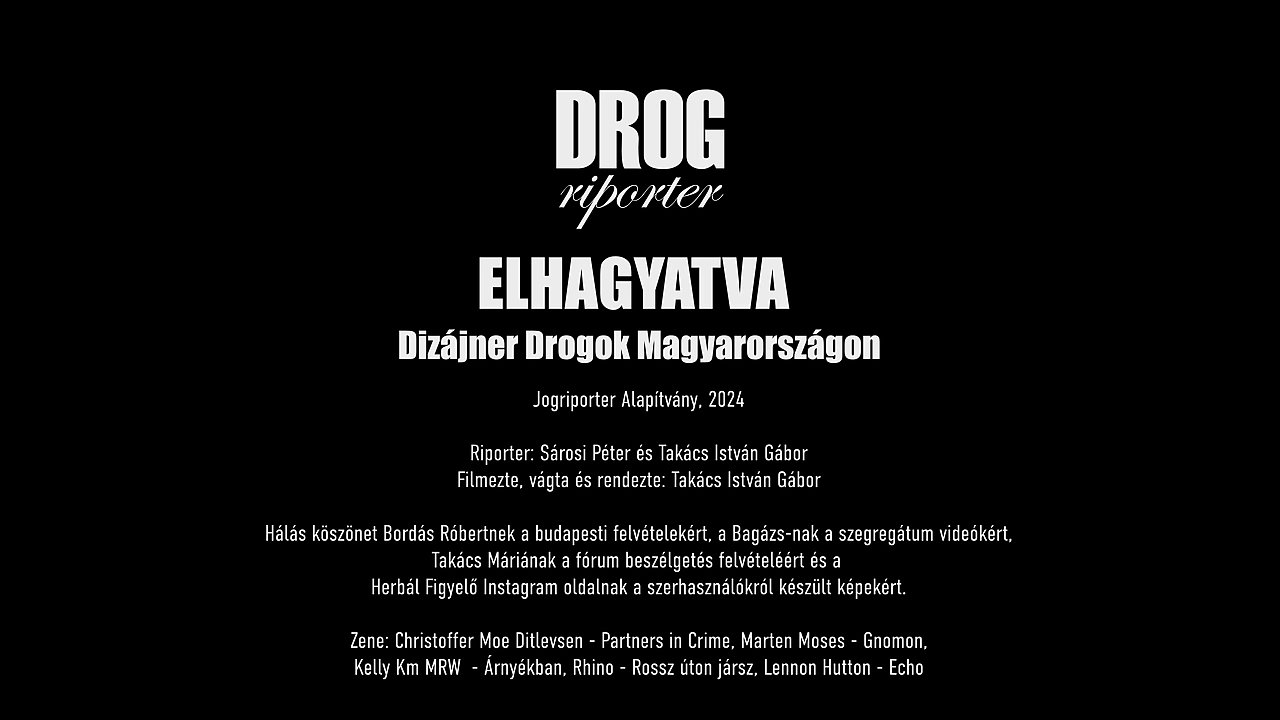 DROG
riporter
ELHAGYATVA
Dizájner Drogok Magyarországon
Jogriporter Alapítvány, 2024
Riporter: Sárosi Péter és Takács István Gábor
Filmezte, vágta és rendezte: Takács István Gábor
Hálás köszönet Bordás Róbertnek a budapesti felvételekért, a Bagázs-nak a szegregátum videókért,
Takács Máriának a fórum beszélgetés felvételéért és a
Herbál Figyelő Instagram oldalnak a szerhasználókról készült képekért.
Zene: Christoffer Moe Ditlevsen - Partners in Crime, Marten Moses - Gnomon,
Kelly Km MRW - Árnyékban, Rhino - Rossz úton jársz, Lennon Hutton - Echo